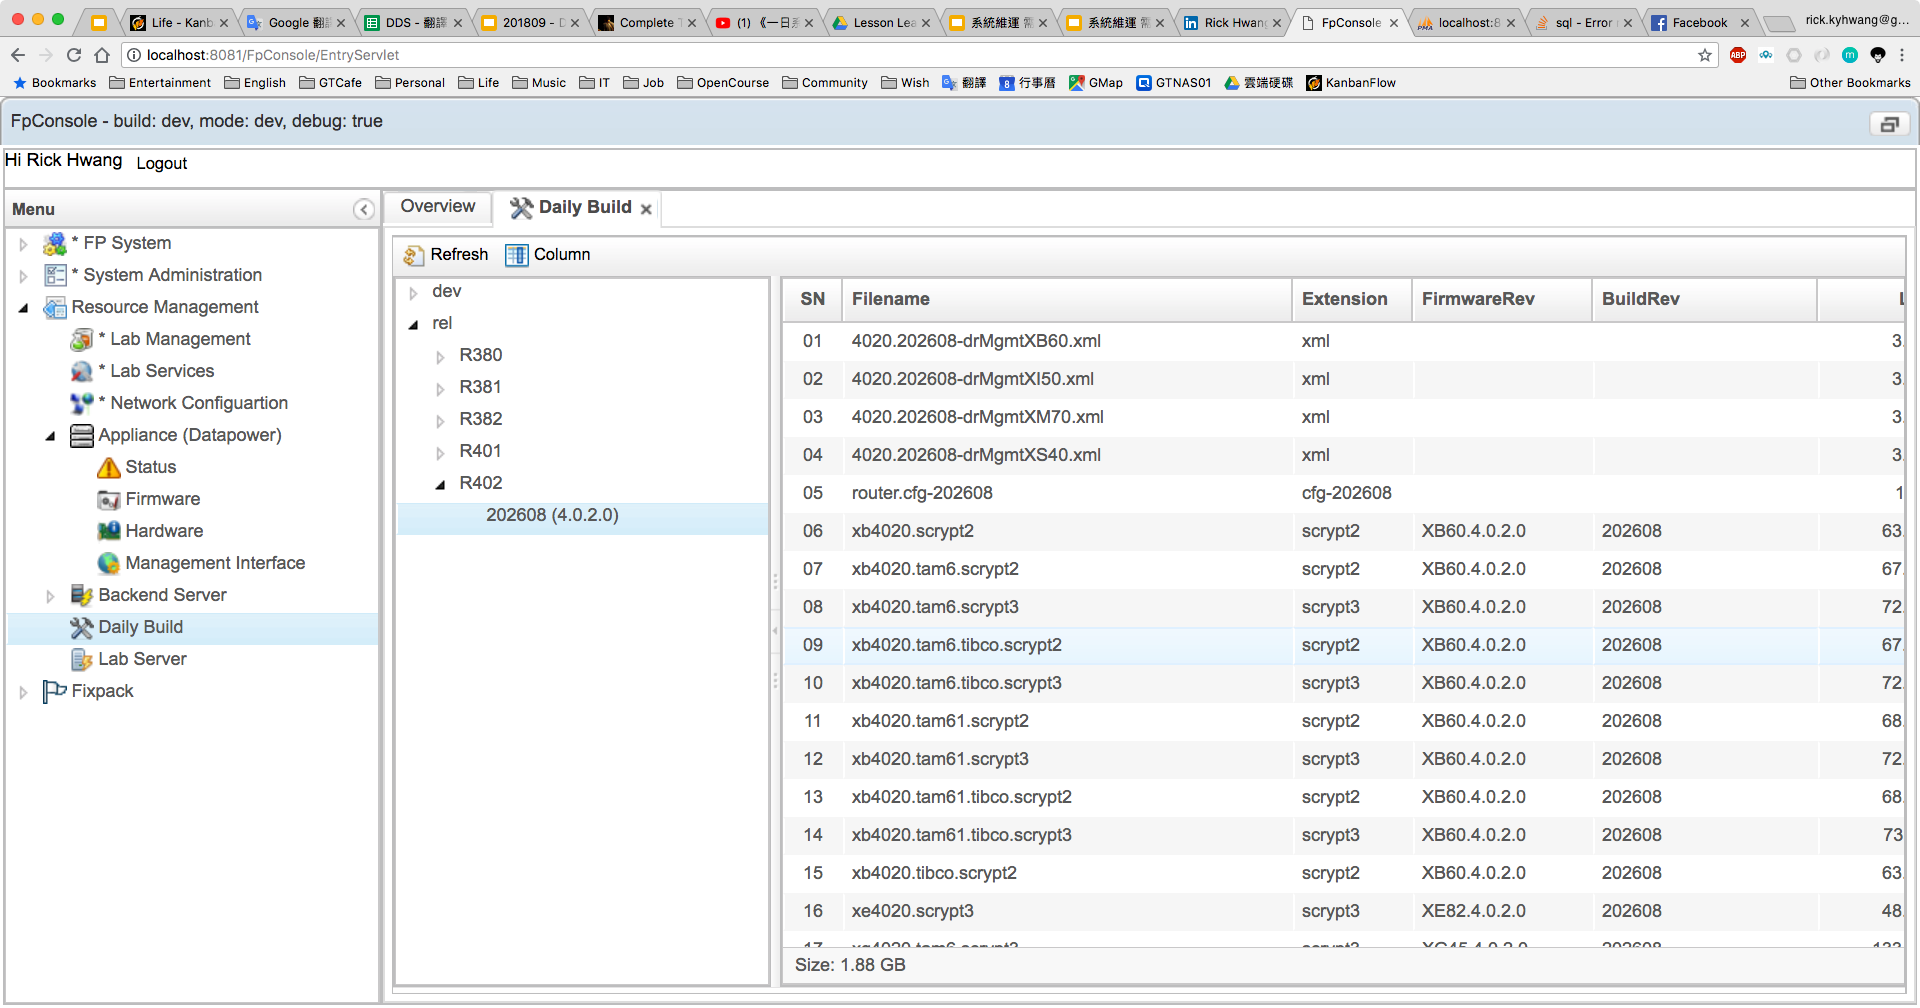 Life - Kanb
Google 翻
DDS - 翻譯
201809 - D
Complete T
(1) 《一日系
Lesson Lea
系統維運 需
系統維運 需
Rick Hwang
FpConsole
localhost:8
sql - Error
Facebook
rick.kyhwang@g...
localhost:8081/FpConsole/EntryServlet
Bookmarks
Entertainment
English
GTCafe
Personal
Life
Music
IT
Job
OpenCourse
Community
Wish
翻譯
行事曆
GMap
GTNAS01
雲端硬碟
KanbanFlow
Other Bookmarks
FpConsole - build: dev, mode: dev, debug: true
Hi Rick Hwang Logout
Menu
* FP System
* System Administration
Resource Management
* Lab Management
* Lab Services
* Network Configuartion
Appliance (Datapower)
Status
Firmware
Hardware
Management Interface
Backend Server
Daily Build
Lab Server
Fixpack
Overview
Daily Build
Refresh
Column
dev
rel
R380
R381
R382
R401
R402
202608 (4.0.2.0)
SN Filename Extension FirmwareRev BuildRev L
01 4020.202608-drMgmtXB60.xml xml 3.
02 4020.202608-drMgmtXI50.xml xml 3.
03 4020.202608-drMgmtXM70.xml xml 3.
04 4020.202608-drMgmtXS40.xml xml 3.
05 router.cfg-202608 cfg-202608 1
06 xb4020.scrypt2 scrypt2 XB60.4.0.2.0 202608 63.
07 xb4020.tam6.scrypt2 scrypt2 XB60.4.0.2.0 202608 67.
08 xb4020.tam6.scrypt3 scrypt3 XB60.4.0.2.0 202608 72.
09 xb4020.tam6.tibco.scrypt2 scrypt2 XB60.4.0.2.0 202608 67.
10 xb4020.tam6.tibco.scrypt3 scrypt3 XB60.4.0.2.0 202608 72.
11 xb4020.tam61.scrypt2 scrypt2 XB60.4.0.2.0 202608 68.
12 xb4020.tam61.scrypt3 scrypt3 XB60.4.0.2.0 202608 72.
13 xb4020.tam61.tibco.scrypt2 scrypt2 XB60.4.0.2.0 202608 68.
14 xb4020.tam61.tibco.scrypt3 scrypt3 XB60.4.0.2.0 202608 73
15 xb4020.tibco.scrypt2 scrypt2 XB60.4.0.2.0 202608 63.
16 xe4020.scrypt3 scrypt3 XE82.4.0.2.0 202608 48.
Size: 1.88 GB